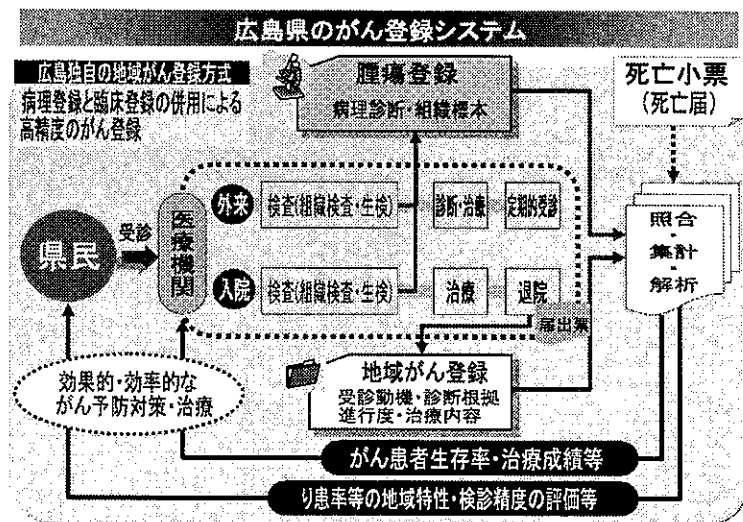 広島県のがん登録システム
広島独自の地域がん登録方式
病理登録と臨床登録の併用による
高精度のがん登録
腫瘍登録
病理診断・組織標本
死亡小票
(死亡届)
県民
受診
医療機関
外来
検査(組織検査・生検)
診断・治療
定期的受診
入院
検査(組織検査・生検)
治療
退院
届出票
照合
・
集計
・
解析
地域がん登録
受診動機・診断根拠
進行度・治療内容
効果的・効率的な
がん予防対策・治療
がん患者生存率・治療成績等
り患率等の地域特性・検診精度の評価等